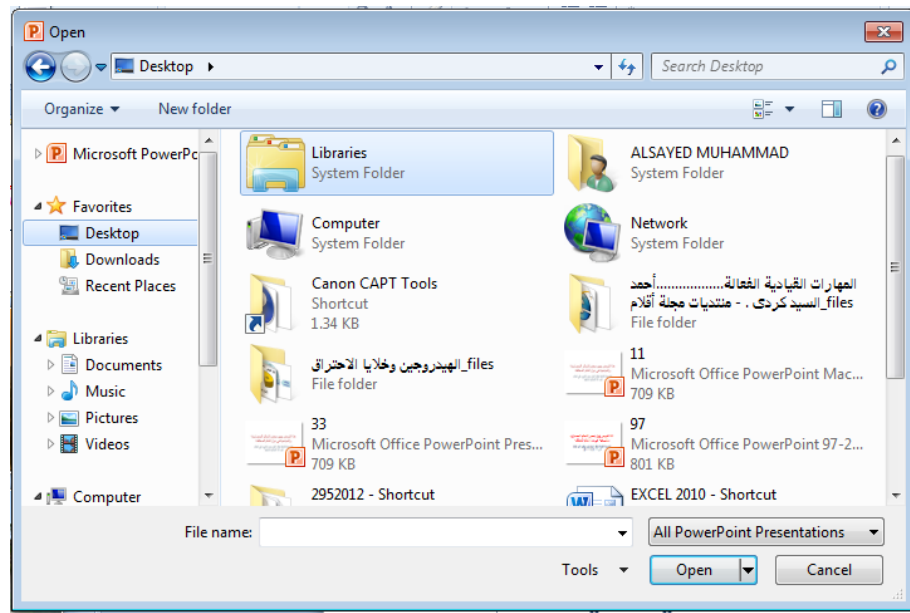 Open
Desktop
Search Desktop
Organize
New folder
Microsoft PowerPc
Favorites
Desktop
Downloads
Recent Places
Libraries
Documents
Music
Pictures
Videos
Computer
Libraries
System Folder
ALSAYED MUHAMMAD
System Folder
Computer
System Folder
Network
System Folder
Canon CAPT Tools
Shortcut
1.34 KB
المهارات القيادية الفعالة..................أحمد
السيد كردى . - منتديات مجلة أقلام_files
File folder
الهيدروجين وخلايا الاحتراق_files
File folder
11
Microsoft Office PowerPoint Mac...
709 KB
33
Microsoft Office PowerPoint Pres...
709 KB
97
Microsoft Office PowerPoint 97-2...
801 KB
2952012 - Shortcut
EXCEL 2010 - Shortcut
File name:
All PowerPoint Presentations
Tools
Open
Cancel